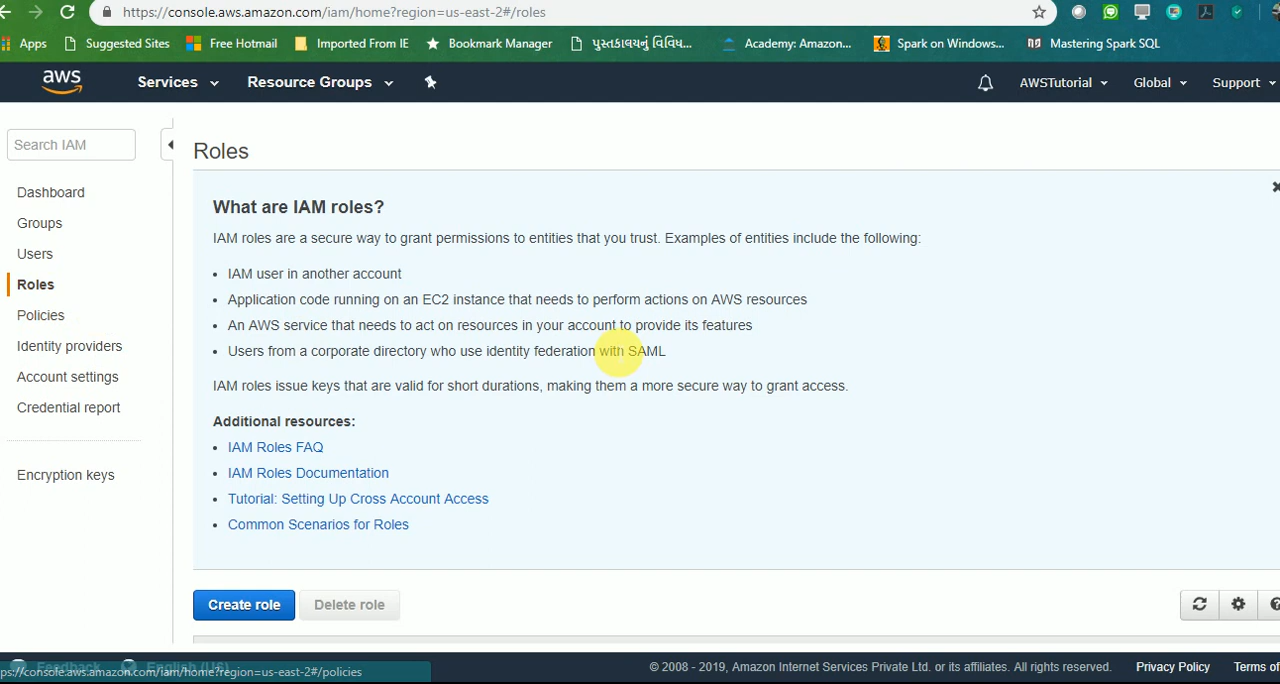 https://console.aws.amazon.com/iam/home?region=us-east-2#/roles
Apps Suggested Sites Free Hotmail Imported From IE Bookmark Manager પુસ્તકાલયનું વિવિધ... Academy: Amazon... Spark on Windows... Mastering Spark SQL
aws Services Resource Groups AWSTutorial Global Support
Search IAM
Dashboard
Groups
Users
Roles
Policies
Identity providers
Account settings
Credential report
Encryption keys
Roles
What are IAM roles?
IAM roles are a secure way to grant permissions to entities that you trust. Examples of entities include the following:
• IAM user in another account
• Application code running on an EC2 instance that needs to perform actions on AWS resources
• An AWS service that needs to act on resources in your account to provide its features
• Users from a corporate directory who use identity federation with SAML
IAM roles issue keys that are valid for short durations, making them a more secure way to grant access.
Additional resources:
• IAM Roles FAQ
• IAM Roles Documentation
• Tutorial: Setting Up Cross Account Access
• Common Scenarios for Roles
Create role Delete role
Feedback English (US) © 2008 - 2019, Amazon Internet Services Private Ltd. or its affiliates. All rights reserved. Privacy Policy Terms of
ps://console.aws.amazon.com/iam/home?region=us-east-2#/policies